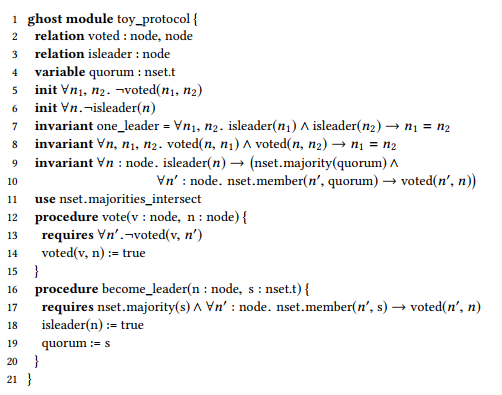 1 ghost module toy_protocol {
2 relation voted : node, node
3 relation isleader : node
4 variable quorum : nset.t
5 init ∀n₁, n₂. ¬voted(n₁, n₂)
6 init ∀n.¬isleader(n)
7 invariant one_leader = ∀n₁, n₂. isleader(n₁) ∧ isleader(n₂) → n₁ = n₂
8 invariant ∀n, n₁, n₂. voted(n, n₁) ∧ voted(n, n₂) → n₁ = n₂
9 invariant ∀n : node. isleader(n) → (nset.majority(quorum) ∧
10 ∀n′ : node. nset.member(n′, quorum) → voted(n′, n))
11 use nset.majorities_intersect
12 procedure vote(v : node, n : node) {
13 requires ∀n′.¬voted(v, n′)
14 voted(v, n) := true
15 }
16 procedure become_leader(n : node, s : nset.t) {
17 requires nset.majority(s) ∧ ∀n′ : node. nset.member(n′, s) → voted(n′, n)
18 isleader(n) := true
19 quorum := s
20 }
21 }